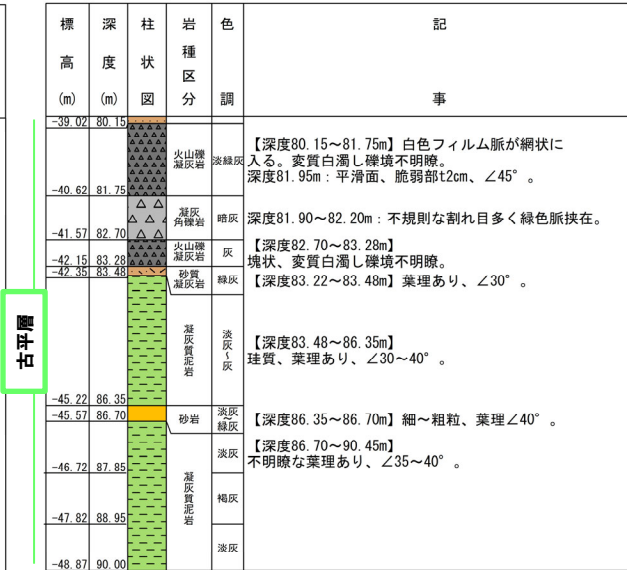 標高(m)
深度(m)
柱状図
岩種区分
色調
記事
-39.02 80.15
火山礫凝灰岩
淡緑灰
【深度80.15~81.75m】白色フィルム脈が網状に
入る。変質白濁し礫境不明瞭。
深度81.95m:平滑面、脆弱部t2cm、∠45°。
-40.62 81.75
凝灰角礫岩
暗灰
深度81.90~82.20m:不規則な割れ目多く緑色脈挟在。
-41.57 82.70
火山礫凝灰岩
灰
【深度82.70~83.28m】
塊状、変質白濁し礫境不明瞭。
-42.15 83.28
-42.35 83.48
砂質凝灰岩
緑灰
【深度83.22~83.48m】葉理あり、∠30°。
古平層
凝灰質泥岩
淡灰~灰
【深度83.48~86.35m】
珪質、葉理あり、∠30~40°。
-45.22 86.35
-45.57 86.70
砂岩
淡灰~緑灰
【深度86.35~86.70m】細~粗粒、葉理∠40°。
凝灰質泥岩
淡灰
【深度86.70~90.45m】
不明瞭な葉理あり、∠35~40°。
-46.72 87.85
褐灰
-47.82 88.95
淡灰
-48.87 90.00